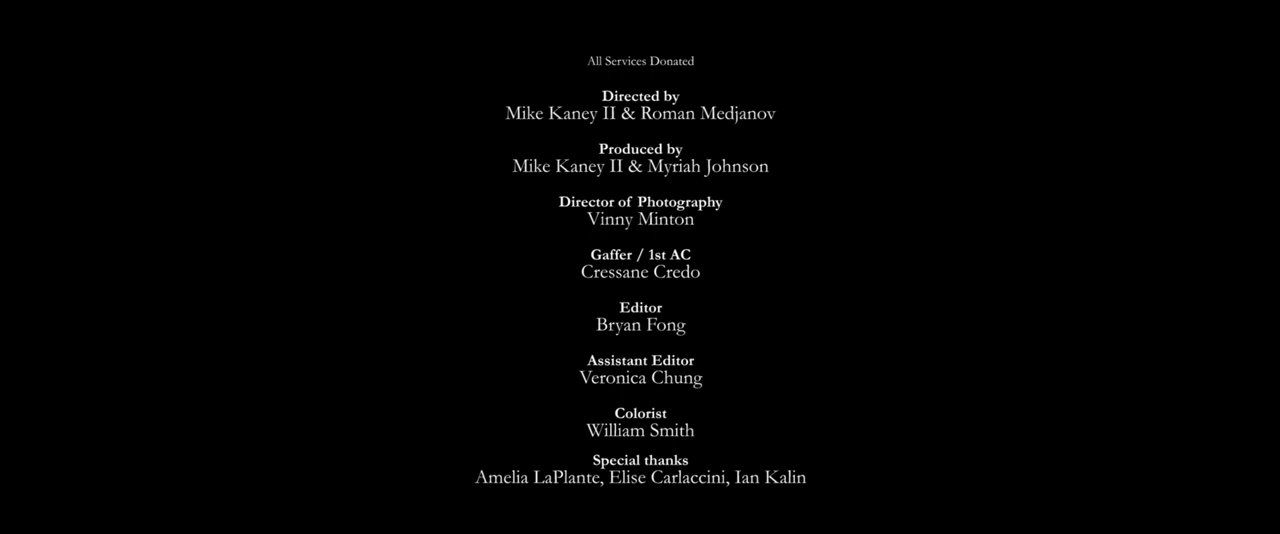 All Services Donated
Directed by
Mike Kaney II & Roman Medjanov
Produced by
Mike Kaney II & Myriah Johnson
Director of Photography
Vinny Minton
Gaffer / 1st AC
Cressane Credo
Editor
Bryan Fong
Assistant Editor
Veronica Chung
Colorist
William Smith
Special thanks
Amelia LaPlante, Elise Carlaccini, Ian Kalin